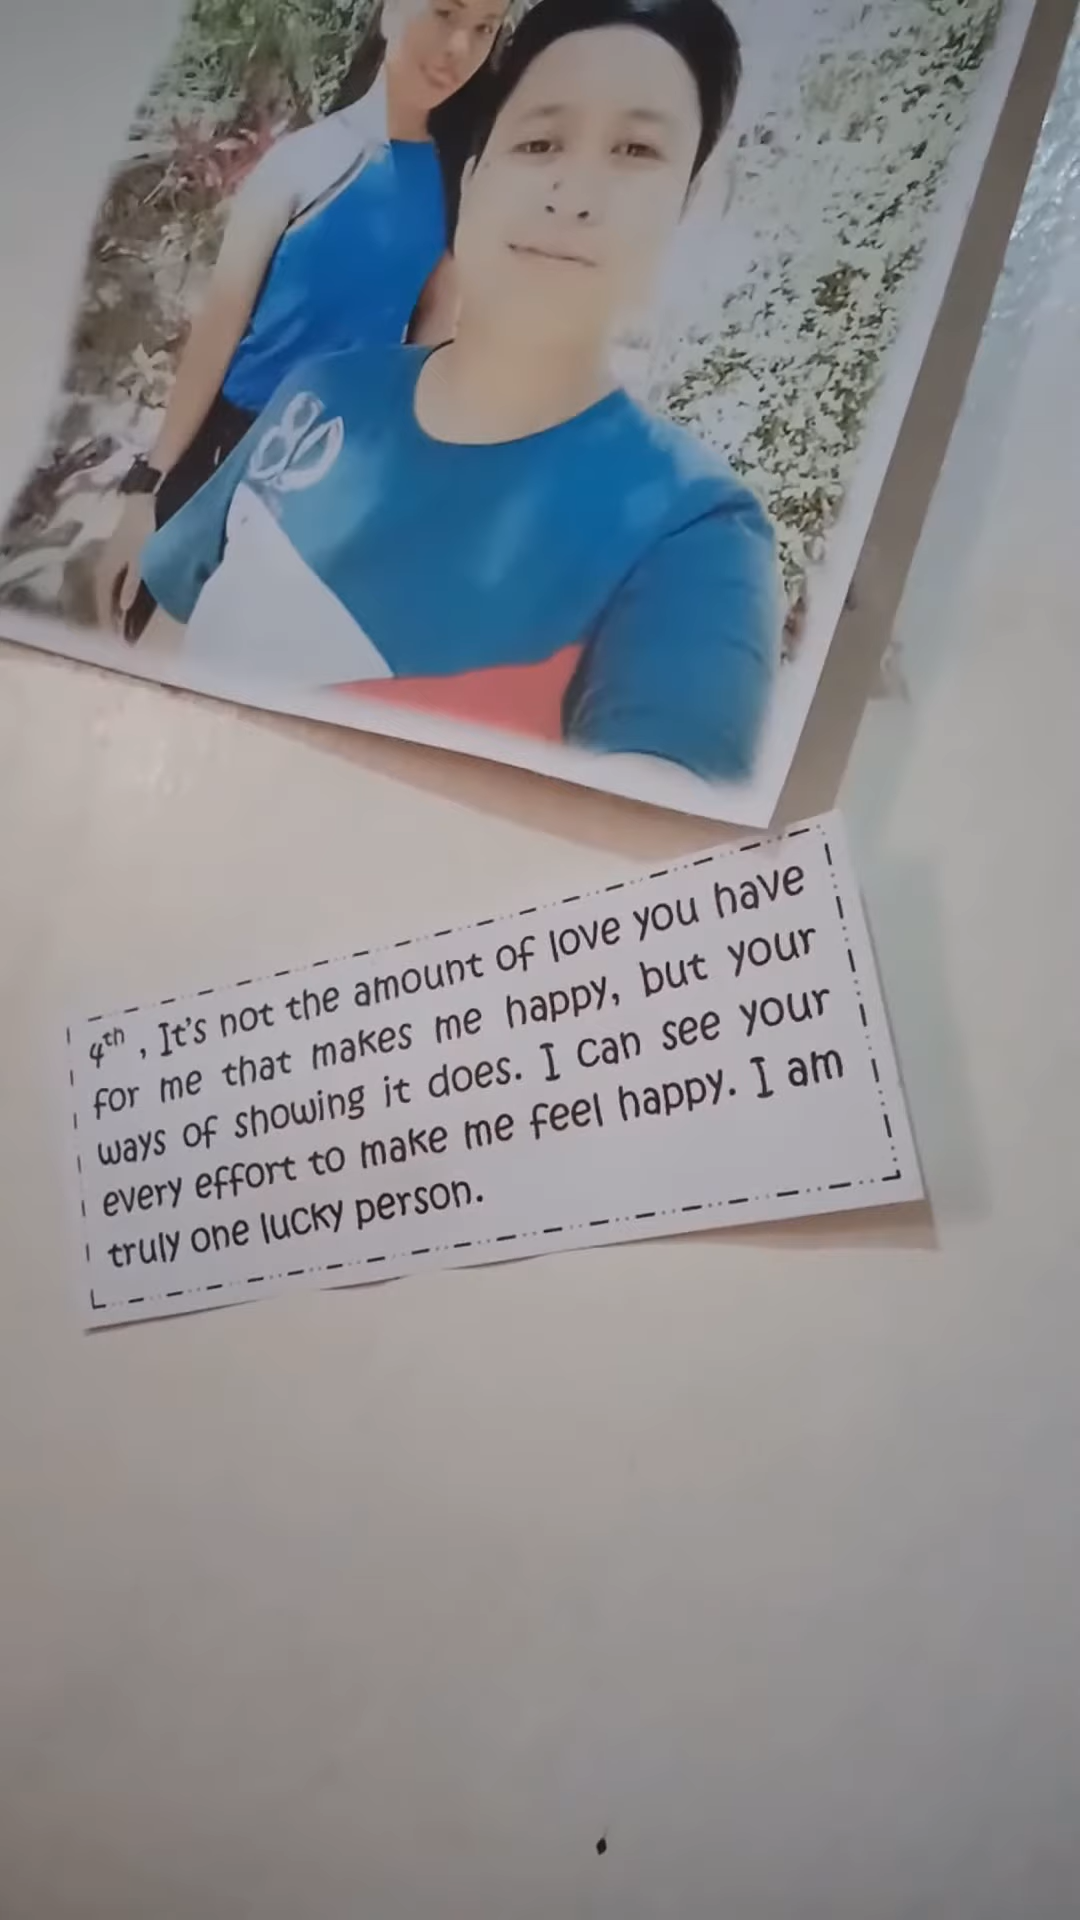 4th, It's not the amount of love you have
for me that makes me happy, but your
ways of showing it does. I can see your
every effort to make me feel happy. I am
truly one lucky person.